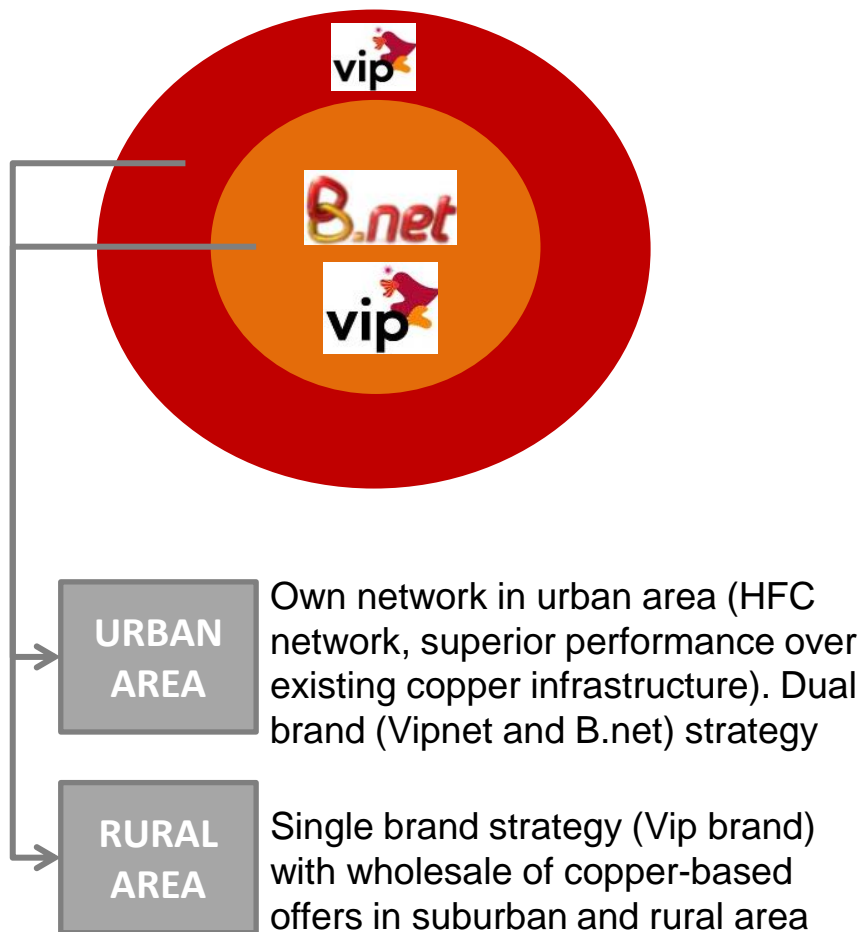 vip
B.net
vip
URBAN
AREA
Own network in urban area (HFC
network, superior performance over
existing copper infrastructure). Dual
brand (Vipnet and B.net) strategy
RURAL
AREA
Single brand strategy (Vip brand)
with wholesale of copper-based
offers in suburban and rural area